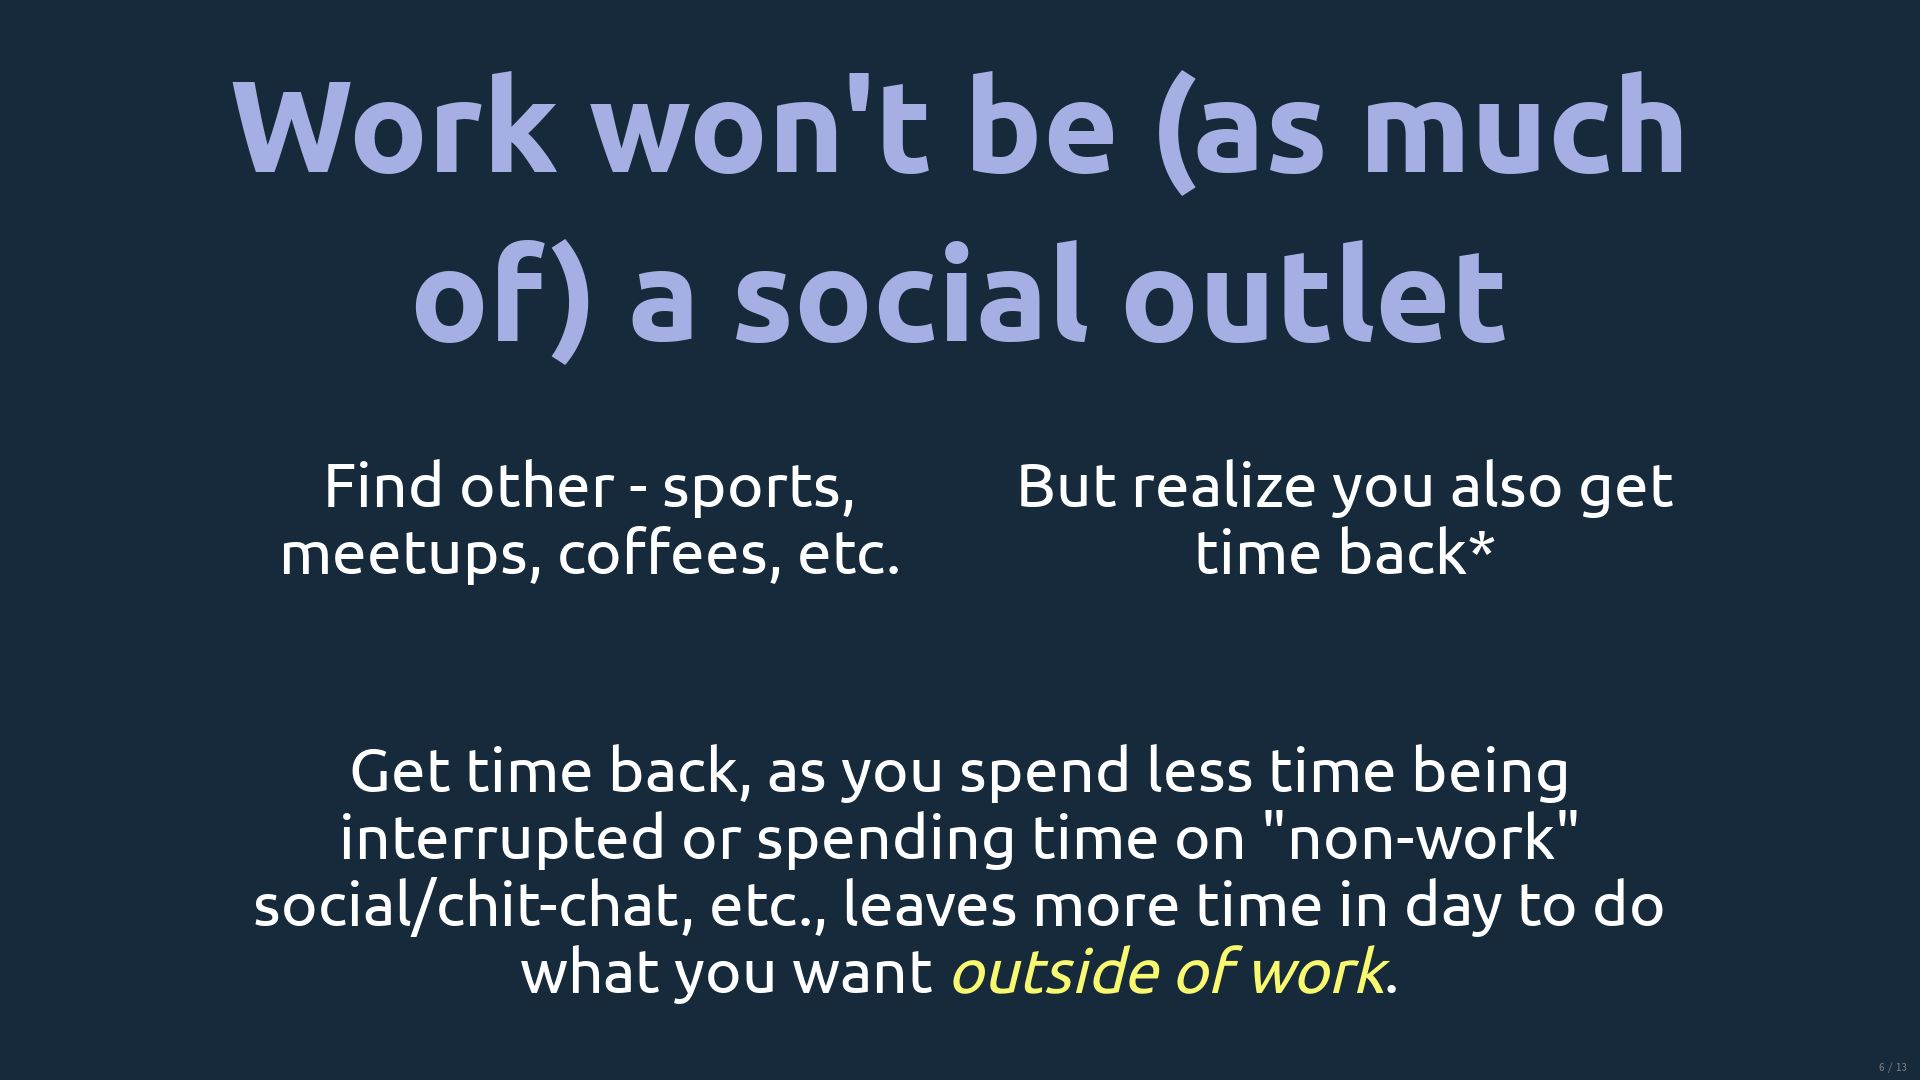 Work won't be (as much
of) a social outlet
Find other - sports,
meetups, coffees, etc.
But realize you also get
time back*
Get time back, as you spend less time being
interrupted or spending time on "non-work"
social/chit-chat, etc., leaves more time in day to do
what you want outside of work.
6 / 13